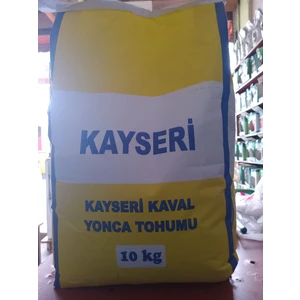 KAYSERİ
KAYSERİ KAVAL
YONCA TOHUMU
10 kg